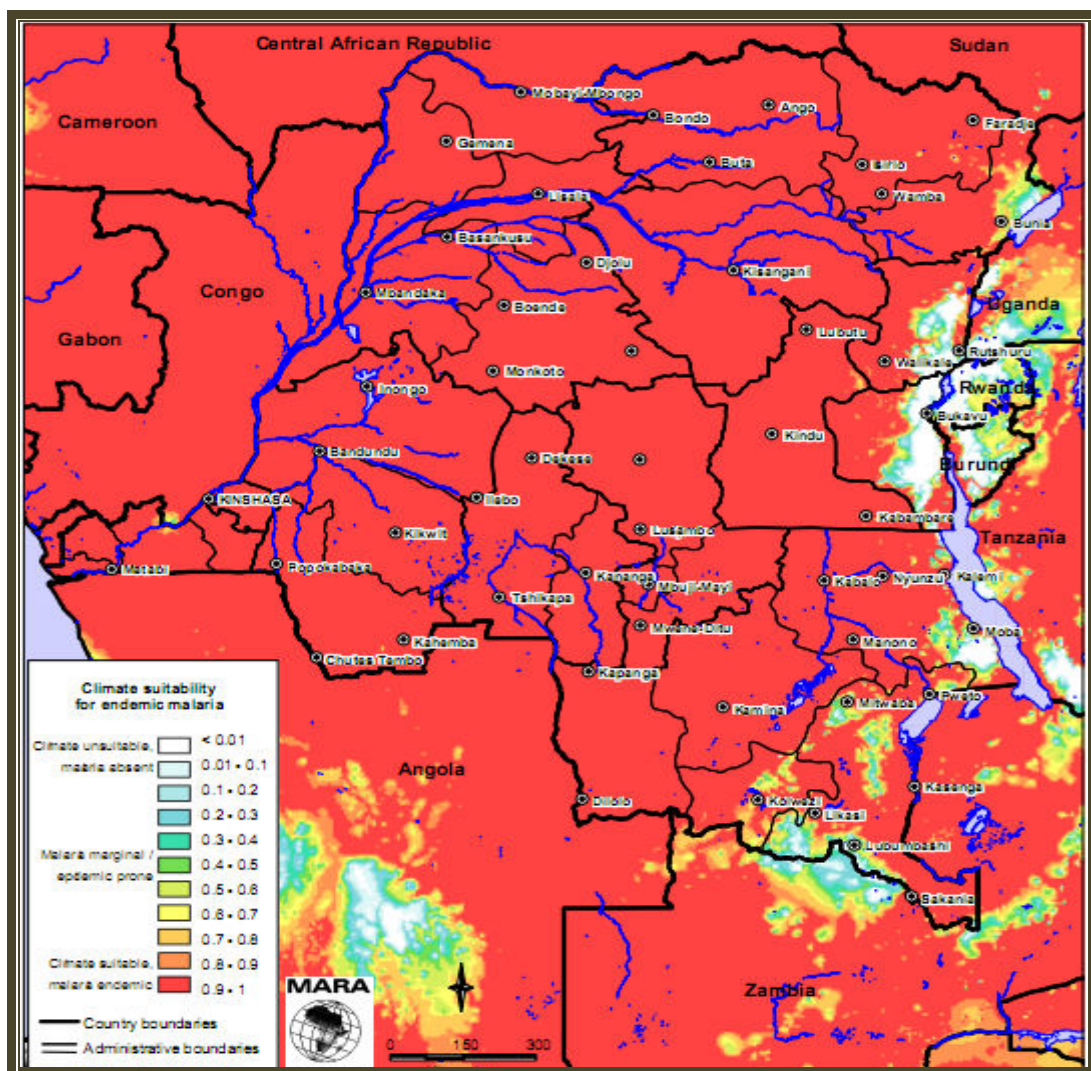 Central African Republic
Sudan
Mobayi-Mbongo
Ango
Cameroon
Bondo
Faradje
Gemena
Buta
Isirio
Lisala
Wamba
Bunia
Basankusu
Djolu
Kisangani
Congo
Mbandaka
Boende
Uganda
Gabon
Lubutu
Walikale
Rutshuru
Monkoto
Inongo
Rwanda
Bukavu
Kindu
Bandundu
Dekese
Burundi
KINSHASA
Ilebo
Kabambare
Kikwit
Lusambo
Tanzania
Matadi
Popokabaka
Kananga
Kabalo
Nyunzu
Kalemi
Tshikapa
Mbuji-Mayi
Mwene-Ditu
Moba
Kahemba
Manono
Chutes Tembo
Kapanga
Pweto
Mitwaba
Kamina
Angola
Dilolo
Kolwezi
Kasenga
Likasi
Lubumbashi
Sakania
Zambia
Climate suitability
for endemic malaria
Climate unsuitable,
malaria absent
< 0.01
0.01 - 0.1
0.1 - 0.2
0.2 - 0.3
0.3 - 0.4
Malaria marginal /
epidemic prone
0.4 - 0.5
0.5 - 0.6
0.6 - 0.7
0.7 - 0.8
Climate suitable,
malaria endemic
0.8 - 0.9
0.9 - 1
Country boundaries
Administrative boundaries
MARA
0 150 300